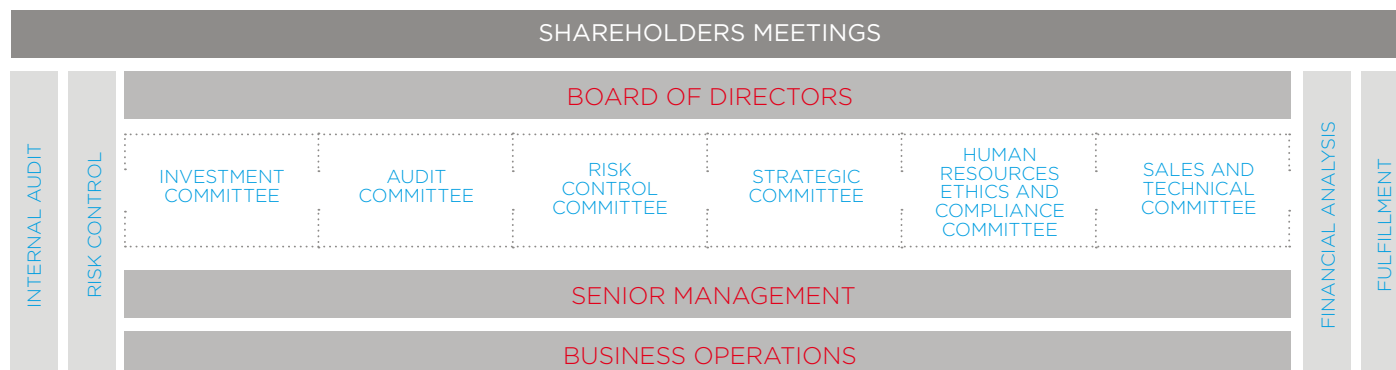 SHAREHOLDERS MEETINGS
INTERNAL AUDIT
RISK CONTROL
BOARD OF DIRECTORS
INVESTMENT
COMMITTEE
AUDIT
COMMITTEE
RISK
CONTROL
COMMITTEE
STRATEGIC
COMMITTEE
HUMAN
RESOURCES
ETHICS AND
COMPLIANCE
COMMITTEE
SALES AND
TECHNICAL
COMMITTEE
SENIOR MANAGEMENT
BUSINESS OPERATIONS
FINANCIAL ANALYSIS
FULFILLMENT